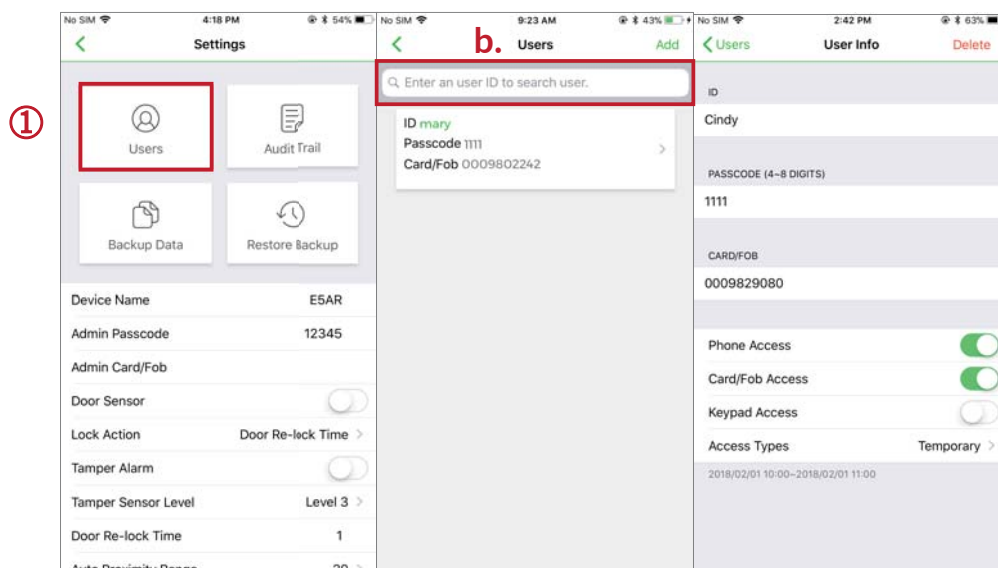 No SIM 4:18 PM 54%
Settings
①
Users
Audit Trail
Backup Data
Restore Backup
Device Name E5AR
Admin Passcode 12345
Admin Card/Fob
Door Sensor
Lock Action Door Re-lock Time >
Tamper Alarm
Tamper Sensor Level Level 3 >
Door Re-lock Time 1
Auto Proximity Range 20 >
No SIM 9:23 AM 43%
b. Users Add
Enter an user ID to search user.
ID mary
Passcode 1111
Card/Fob 0009802242
No SIM 2:42 PM 63%
Users User Info Delete
ID
Cindy
PASSCODE (4~8 DIGITS)
1111
CARD/FOB
0009829080
Phone Access
Card/Fob Access
Keypad Access
Access Types Temporary >
2018/02/01 10:00~2018/02/01 11:00